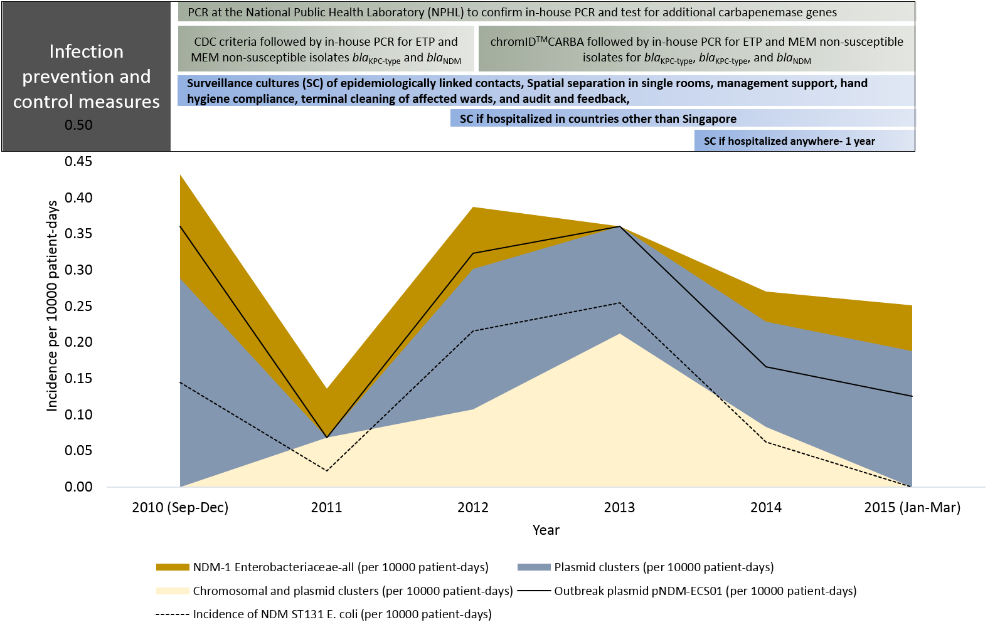 PCR at the National Public Health Laboratory (NPHL) to confirm in-house PCR and test for additional carbapenemase genes
Infection
prevention and
control measures
CDC criteria followed by in-house PCR for ETP and
MEM non-susceptible isolates blaKPC-type and blaNDM
chromIDTMCARBA followed by in-house PCR for ETP and MEM non-susceptible
isolates for blaKPC-type, blaKPC-type, and blaNDM
Surveillance cultures (SC) of epidemiologically linked contacts, Spatial separation in single rooms, management support, hand
hygiene compliance, terminal cleaning of affected wards, and audit and feedback,
SC if hospitalized in countries other than Singapore
SC if hospitalized anywhere- 1 year
0.50
0.45
0.40
0.35
0.30
0.25
0.20
0.15
0.10
0.05
0.00
Incidence per 10000 patient-days
2010 (Sep-Dec)
2011
2012
2013
2014
2015 (Jan-Mar)
Year
NDM-1 Enterobacteriaceae-all (per 10000 patient-days)
Plasmid clusters (per 10000 patient-days)
Chromosomal and plasmid clusters (per 10000 patient-days)
Outbreak plasmid pNDM-ECS01 (per 10000 patient-days)
Incidence of NDM ST131 E. coli (per 10000 patient-days)